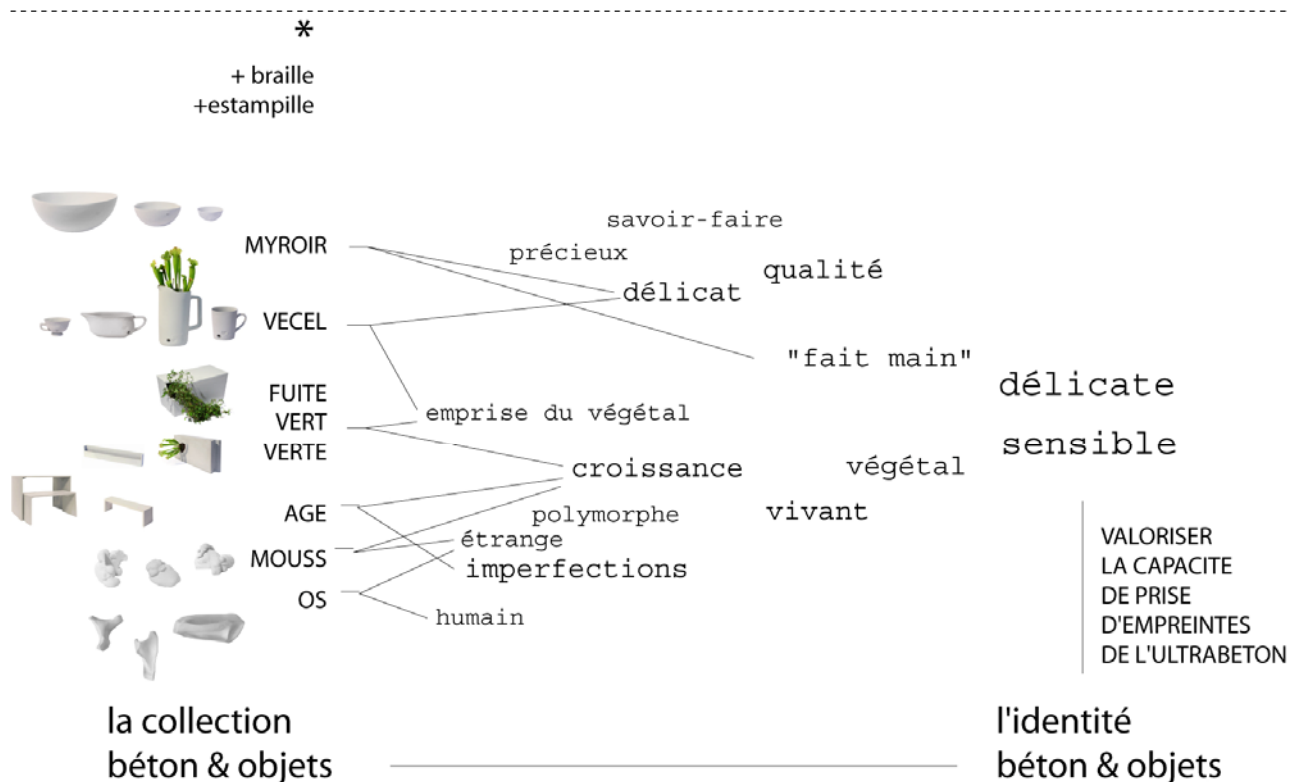 *
+ braille
+estampille
savoir-faire
MYROIR
précieux
qualité
délicat
VECEL
"fait main"
délicate
FUITE
VERT
VERTE
emprise du végétal
sensible
croissance
végétal
AGE
polymorphe
vivant
étrange
MOUSS
imperfections
OS
humain
VALORISER
LA CAPACITE
DE PRISE
D'EMPREINTES
DE L'ULTRABETON
la collection
béton & objets
l'identité
béton & objets